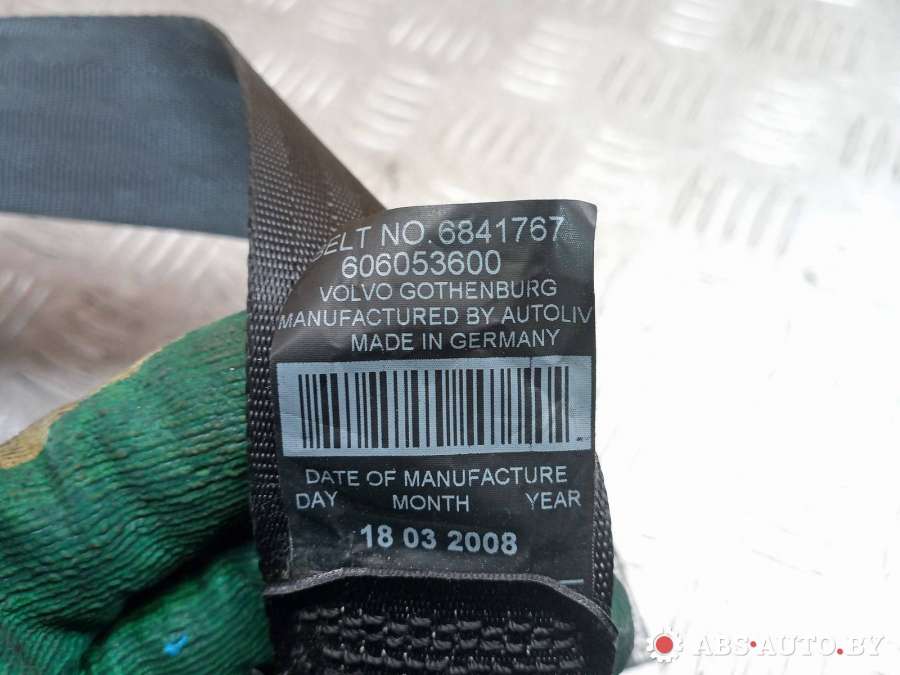 BELT NO.6841767
606053600
VOLVO GOTHENBURG
MANUFACTURED BY AUTOLIV
MADE IN GERMANY
DATE OF MANUFACTURE
DAY MONTH YEAR
18 03 2008
ABS-AUTO.BY